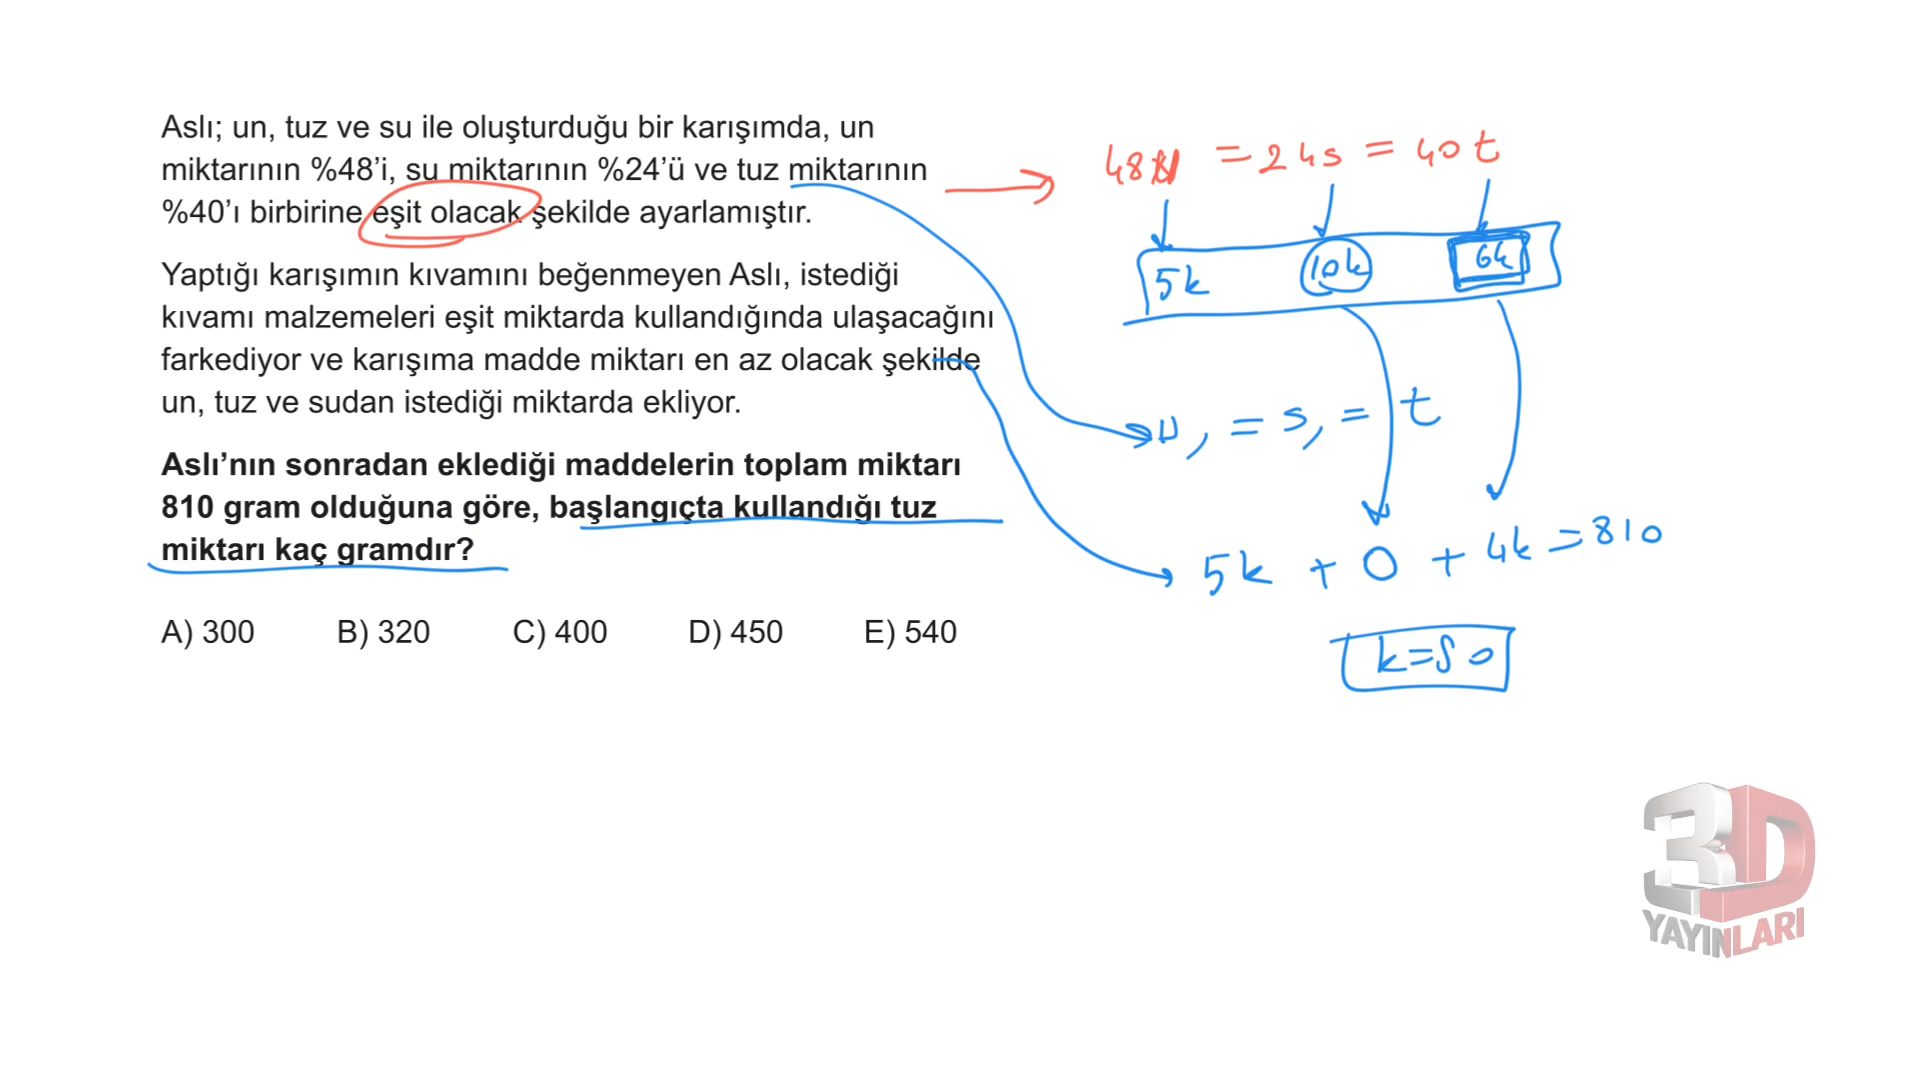 Aslı; un, tuz ve su ile oluşturduğu bir karışımda, un
miktarının %48’i, su miktarının %24’ü ve tuz miktarının
%40’ı birbirine eşit olacak şekilde ayarlamıştır.
Yaptığı karışımın kıvamını beğenmeyen Aslı, istediği
kıvamı malzemeleri eşit miktarda kullandığında ulaşacağını
farkediyor ve karışıma madde miktarı en az olacak şekilde
un, tuz ve sudan istediği miktarda ekliyor.
Aslı’nın sonradan eklediği maddelerin toplam miktarı
810 gram olduğuna göre, başlangıçta kullandığı tuz
miktarı kaç gramdır?
A) 300 B) 320 C) 400 D) 450 E) 540
48u = 24s = 40t
5k 10k 6k
u, = s, = t
5k + 0 + 4k = 810
k=90
3D
YAYINLARI